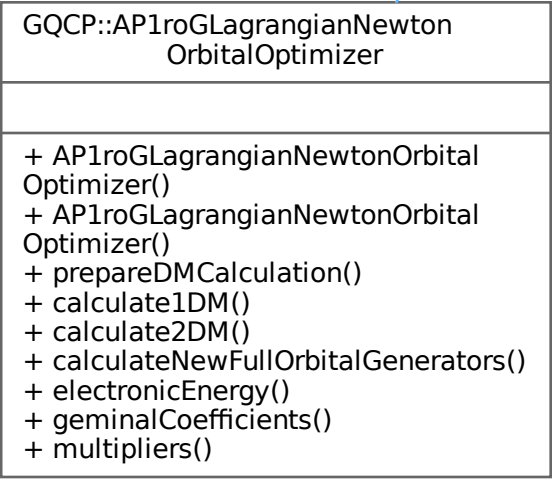 GQCP::AP1roGLagrangianNewton
OrbitalOptimizer
+ AP1roGLagrangianNewtonOrbital
Optimizer()
+ AP1roGLagrangianNewtonOrbital
Optimizer()
+ prepareDMCalculation()
+ calculate1DM()
+ calculate2DM()
+ calculateNewFullOrbitalGenerators()
+ electronicEnergy()
+ geminalCoefficients()
+ multipliers()